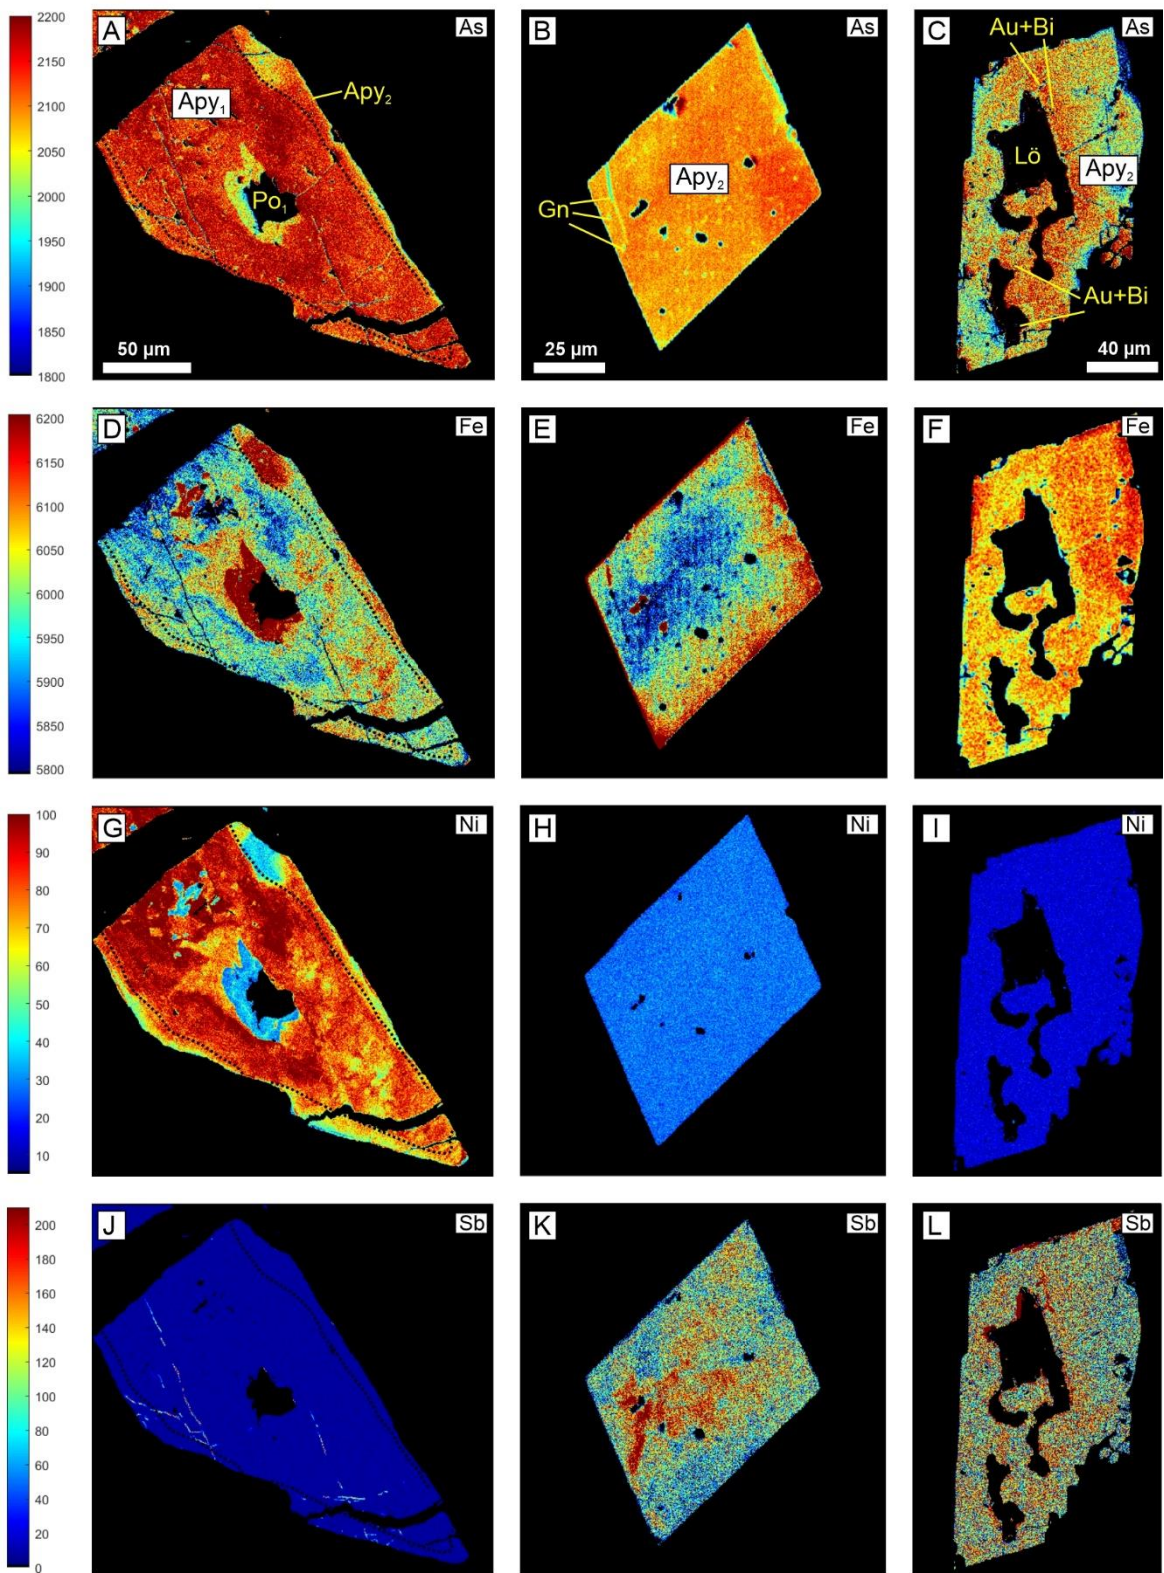 2200
2150
2100
2050
2000
1950
1900
1850
1800
A
As
Apy₁
Apy₂
Po₁
50 µm
B
As
Apy₂
Gn
25 µm
C
As
Au+Bi
Lö
Apy₂
Au+Bi
40 µm
6200
6150
6100
6050
6000
5950
5900
5850
5800
D
Fe
E
Fe
F
Fe
100
90
80
70
60
50
40
30
20
10
G
Ni
H
Ni
I
Ni
200
180
160
140
120
100
80
60
40
20
0
J
Sb
K
Sb
L
Sb